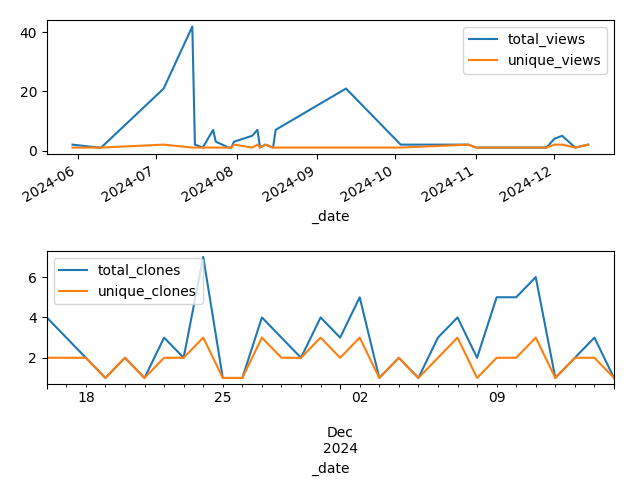 40
20
0
total_views
unique_views
2024-06
2024-07
2024-08
2024-09
2024-10
2024-11
2024-12
_date
6
4
2
total_clones
unique_clones
18
25
02
09
Dec
2024
_date